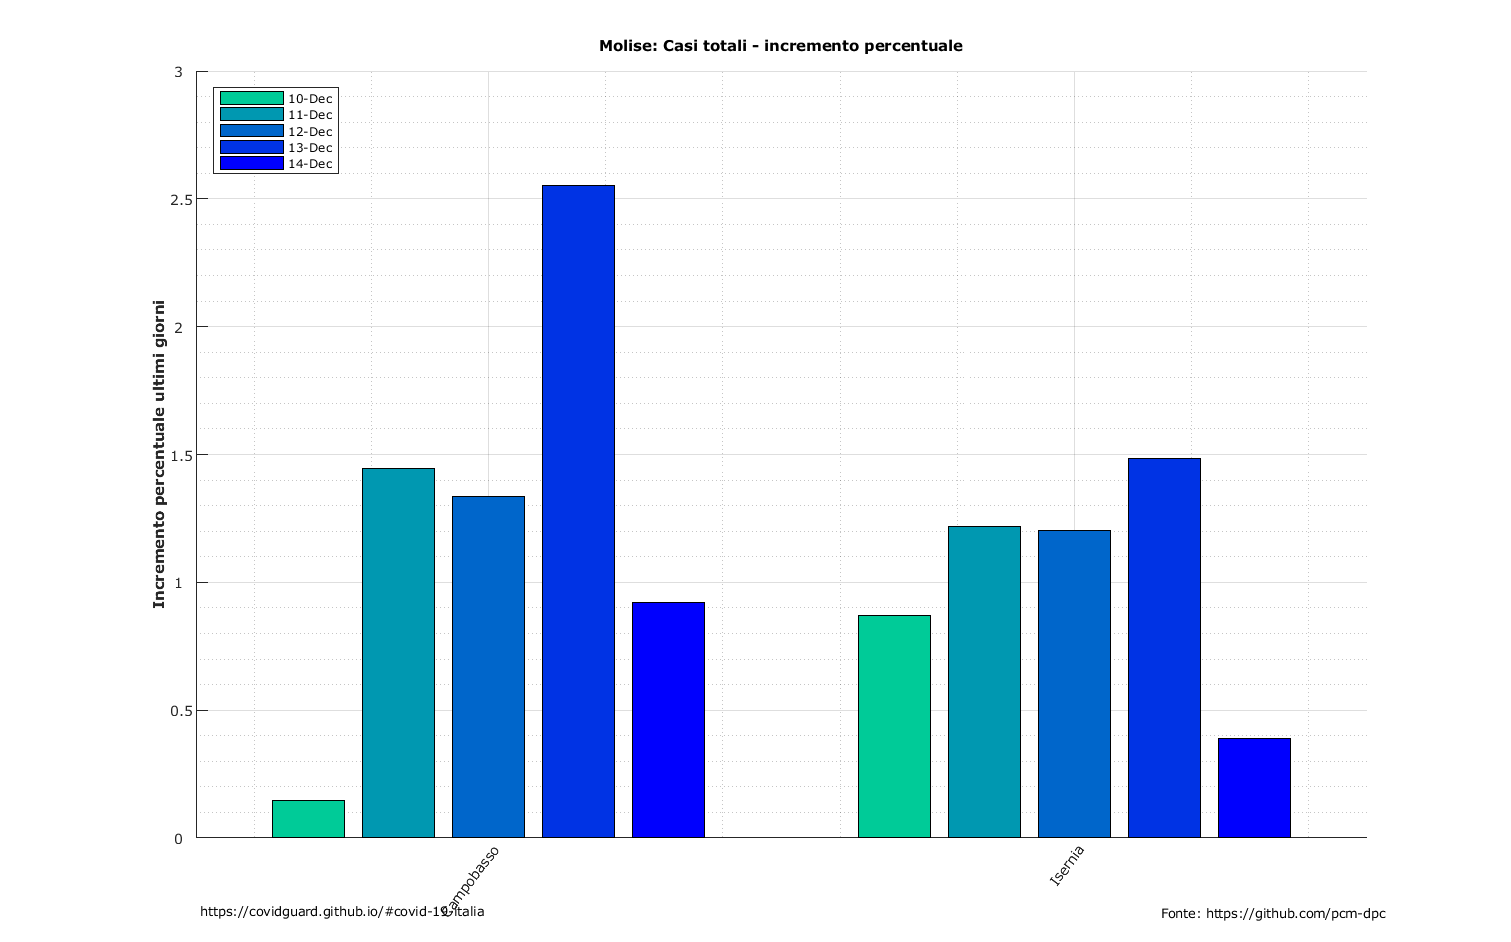 Molise: Casi totali - incremento percentuale
3
2.5
2
1.5
1
0.5
0
Incremento percentuale ultimi giorni
10-Dec
11-Dec
12-Dec
13-Dec
14-Dec
Campobasso
Isernia
https://covidguard.github.io/#covid-19-italia
Fonte: https://github.com/pcm-dpc